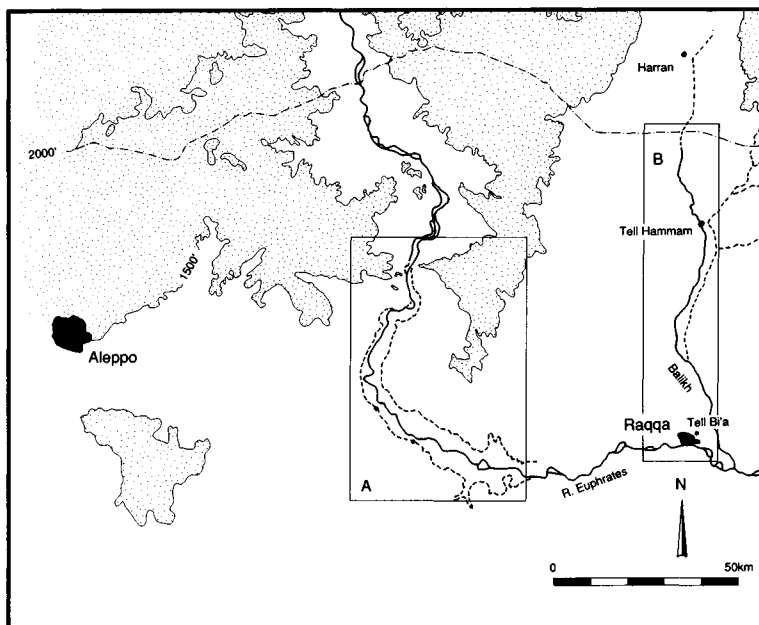 Harran
2000'
B
Tell Hammam
1500'
Aleppo
Balikh
Raqqa
Tell Bi'a
A
R. Euphrates
N
0
50km